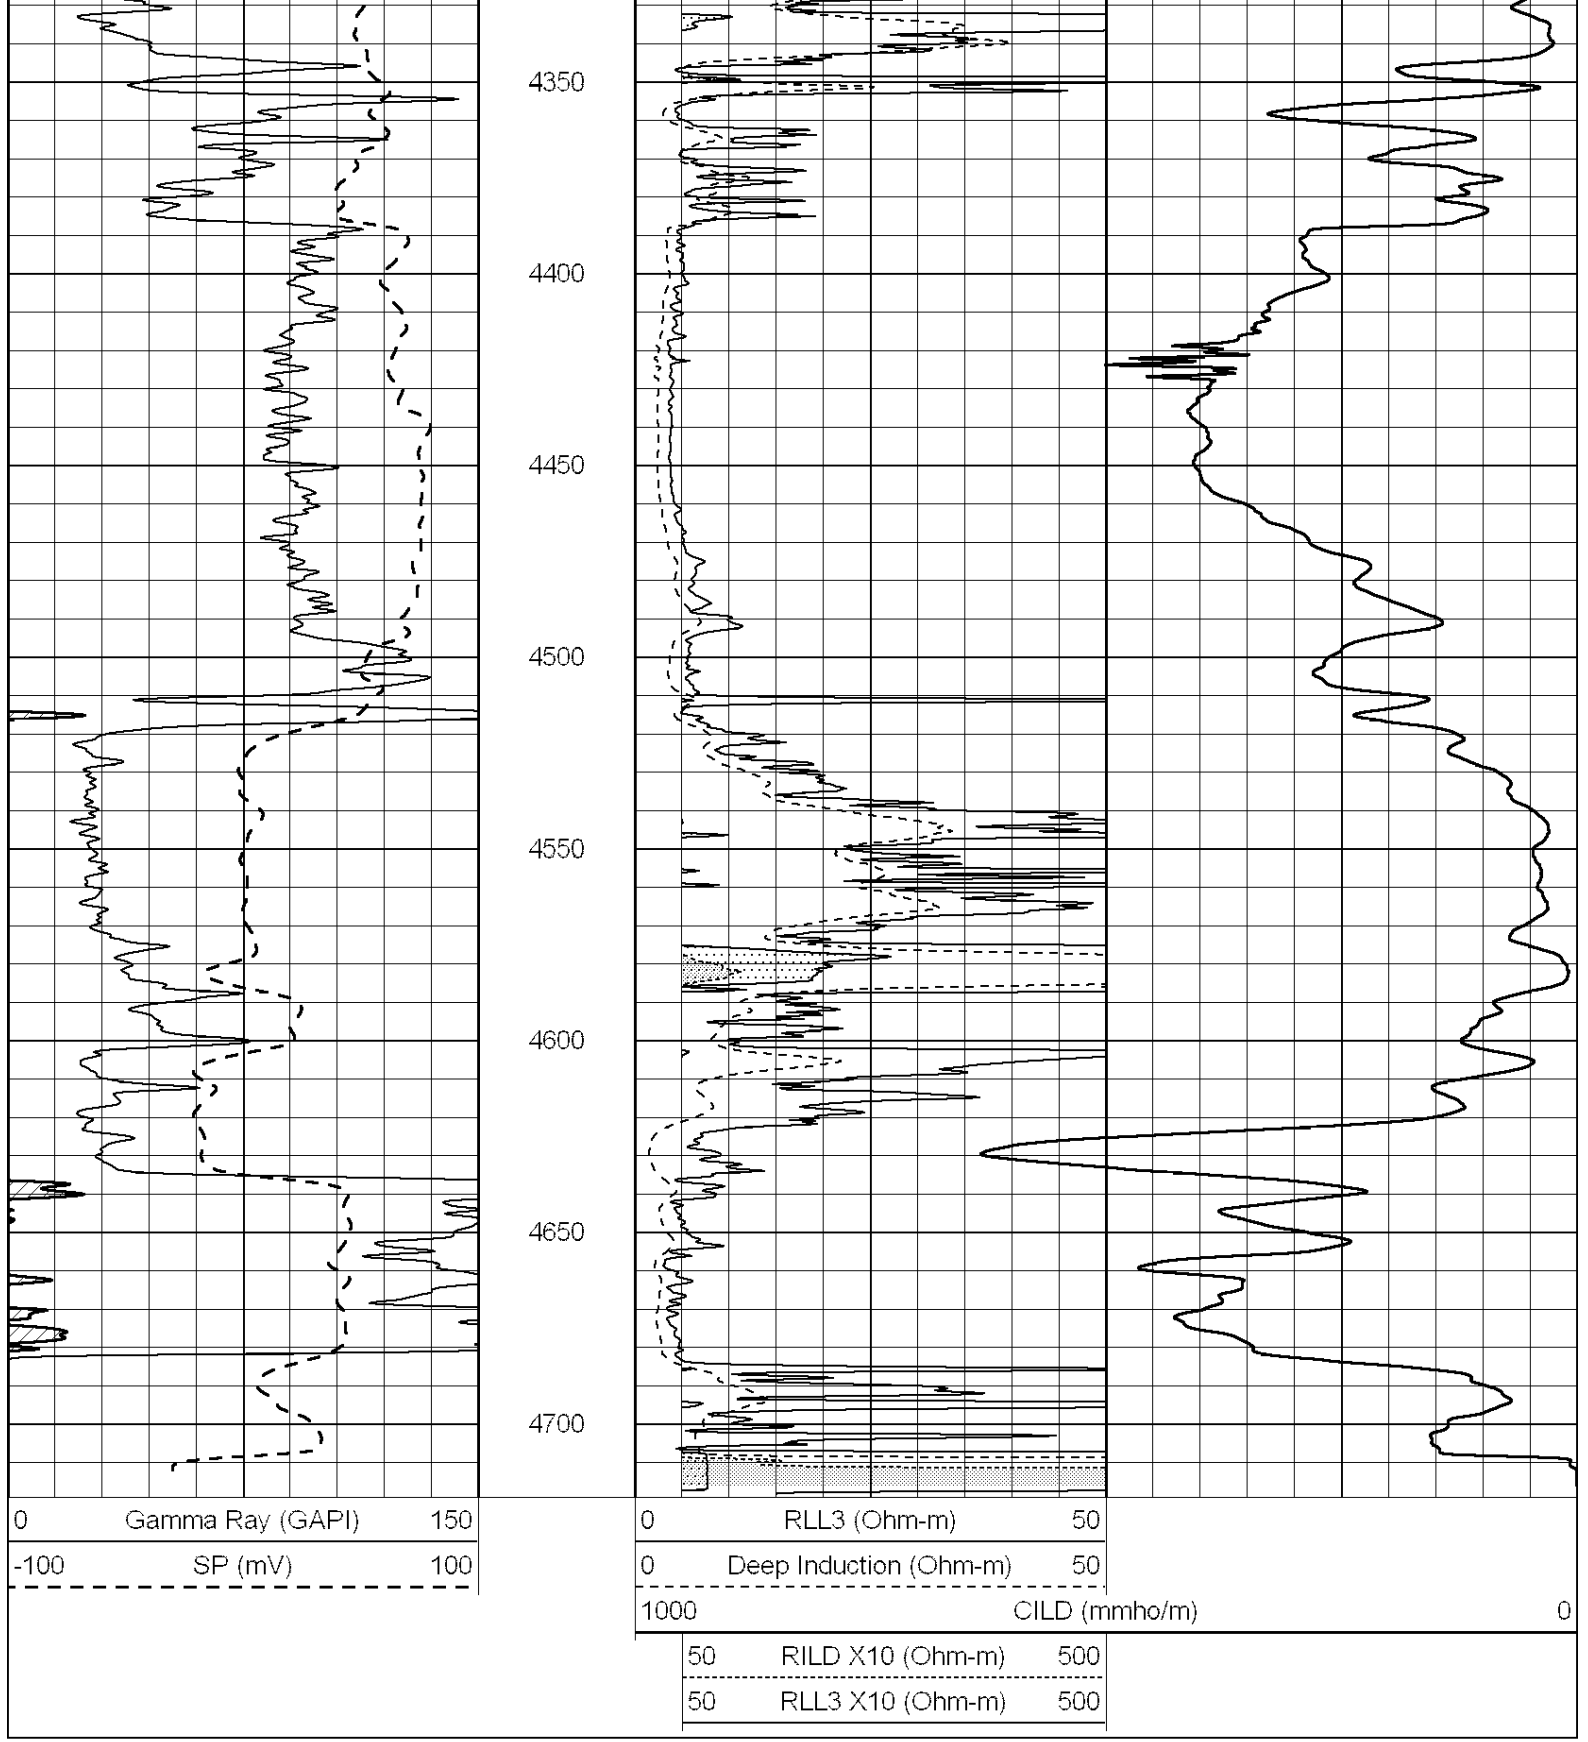 4350
4400
4450
4500
4550
4600
4650
4700
0 Gamma Ray (GAPI) 150
-100 SP (mV) 100
0 RLL3 (Ohm-m) 50
0 Deep Induction (Ohm-m) 50
1000 CILD (mmho/m) 0
50 RILD X10 (Ohm-m) 500
50 RLL3 X10 (Ohm-m) 500